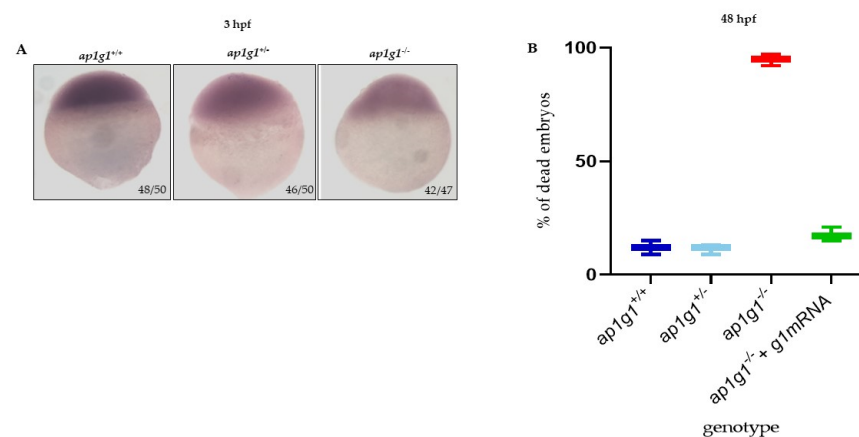 3 hpf
A
ap1g1+/+ ap1g1+/- ap1g1-/-
48/50 46/50 42/47
48 hpf
B
% of dead embryos
100
50
0
ap1g1+/+
ap1g1+/-
ap1g1-/-
ap1g1-/- + g1mRNA
genotype